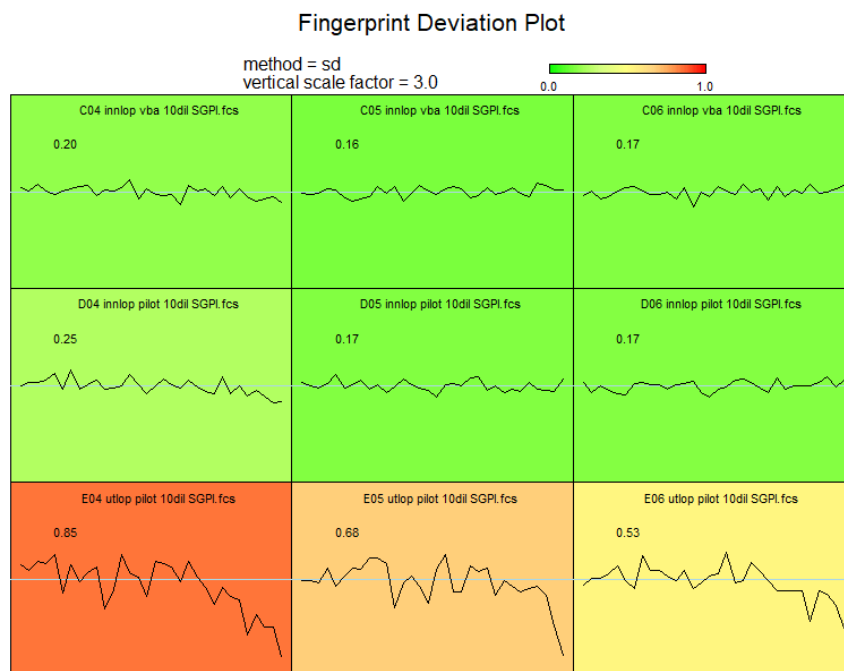 Fingerprint Deviation Plot
method = sd
vertical scale factor = 3.0
0.0 1.0
C04 innlop vba 10dil SGPI.fcs C05 innlop vba 10dil SGPI.fcs C06 innlop vba 10dil SGPI.fcs
0.20 0.16 0.17
D04 innlop pilot 10dil SGPI.fcs D05 innlop pilot 10dil SGPI.fcs D06 innlop pilot 10dil SGPI.fcs
0.25 0.17 0.17
E04 utlop pilot 10dil SGPI.fcs E05 utlop pilot 10dil SGPI.fcs E06 utlop pilot 10dil SGPI.fcs
0.85 0.68 0.53